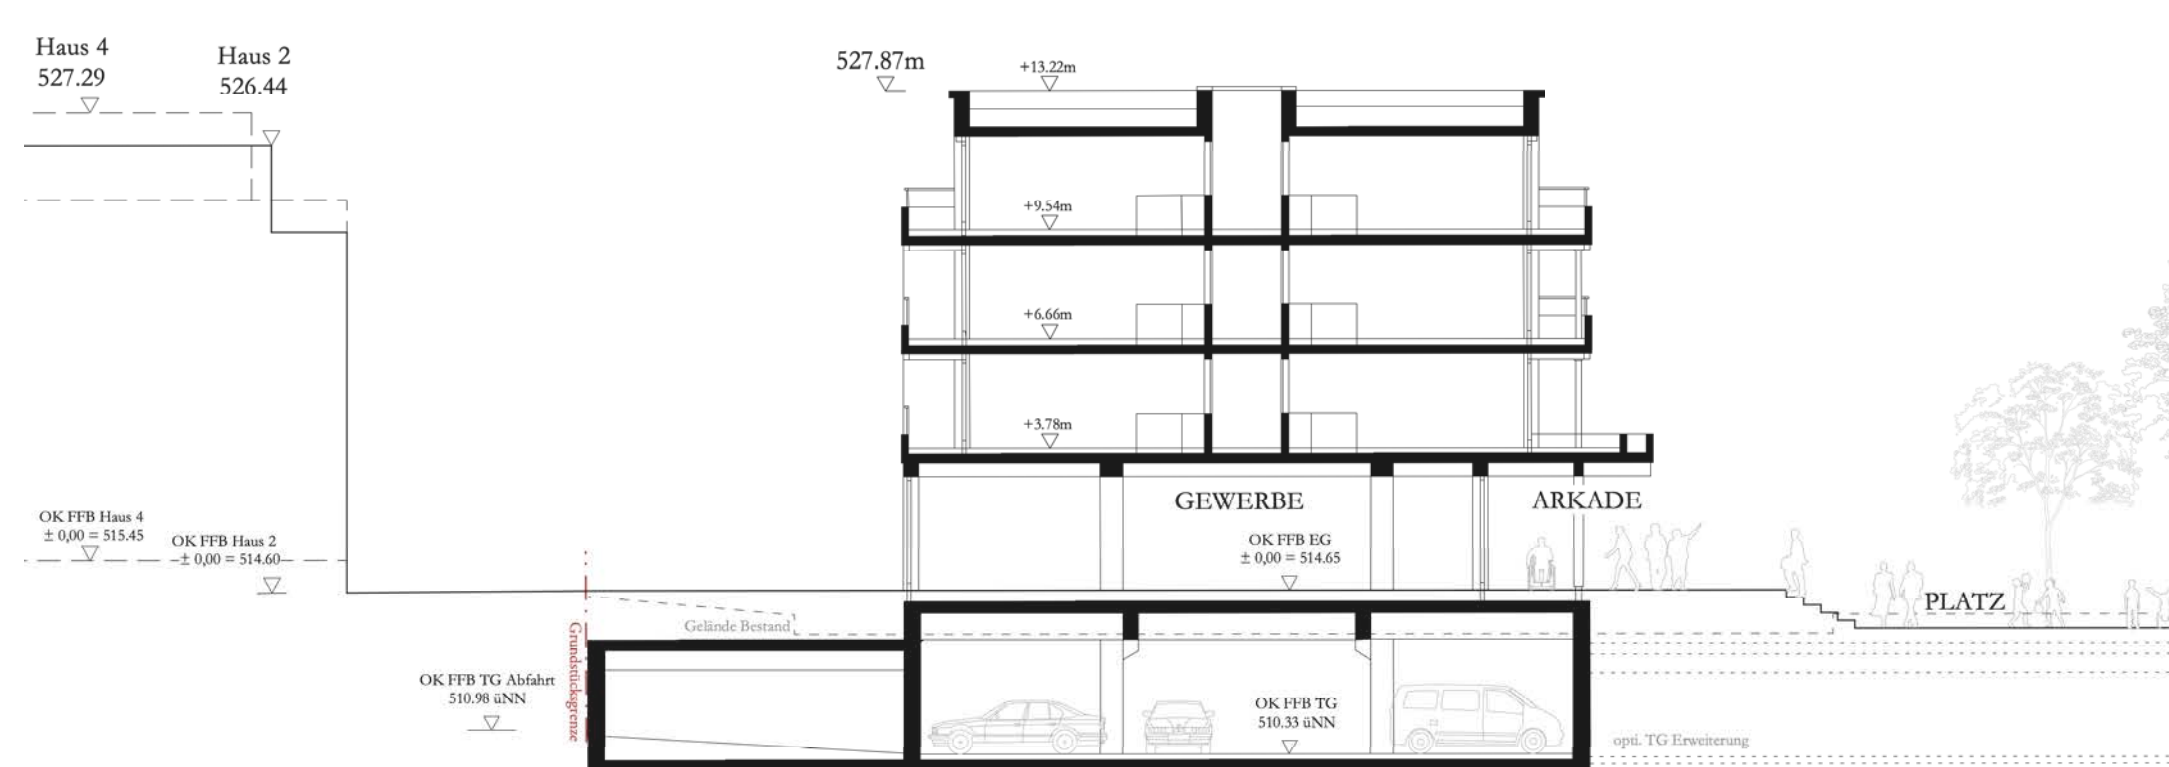 Haus 4
527.29
Haus 2
526.44
527.87m
+13.22m
+9.54m
+6.66m
+3.78m
GEWERBE
ARKADE
OK FFB Haus 4
± 0,00 = 515.45
OK FFB Haus 2
± 0,00 = 514.60
OK FFB EG
± 0,00 = 514.65
PLATZ
Gelände Bestand
Grundstücksgrenze
OK FFB TG Abfahrt
510.98 üNN
OK FFB TG
510.33 üNN
opti. TG Erweiterung